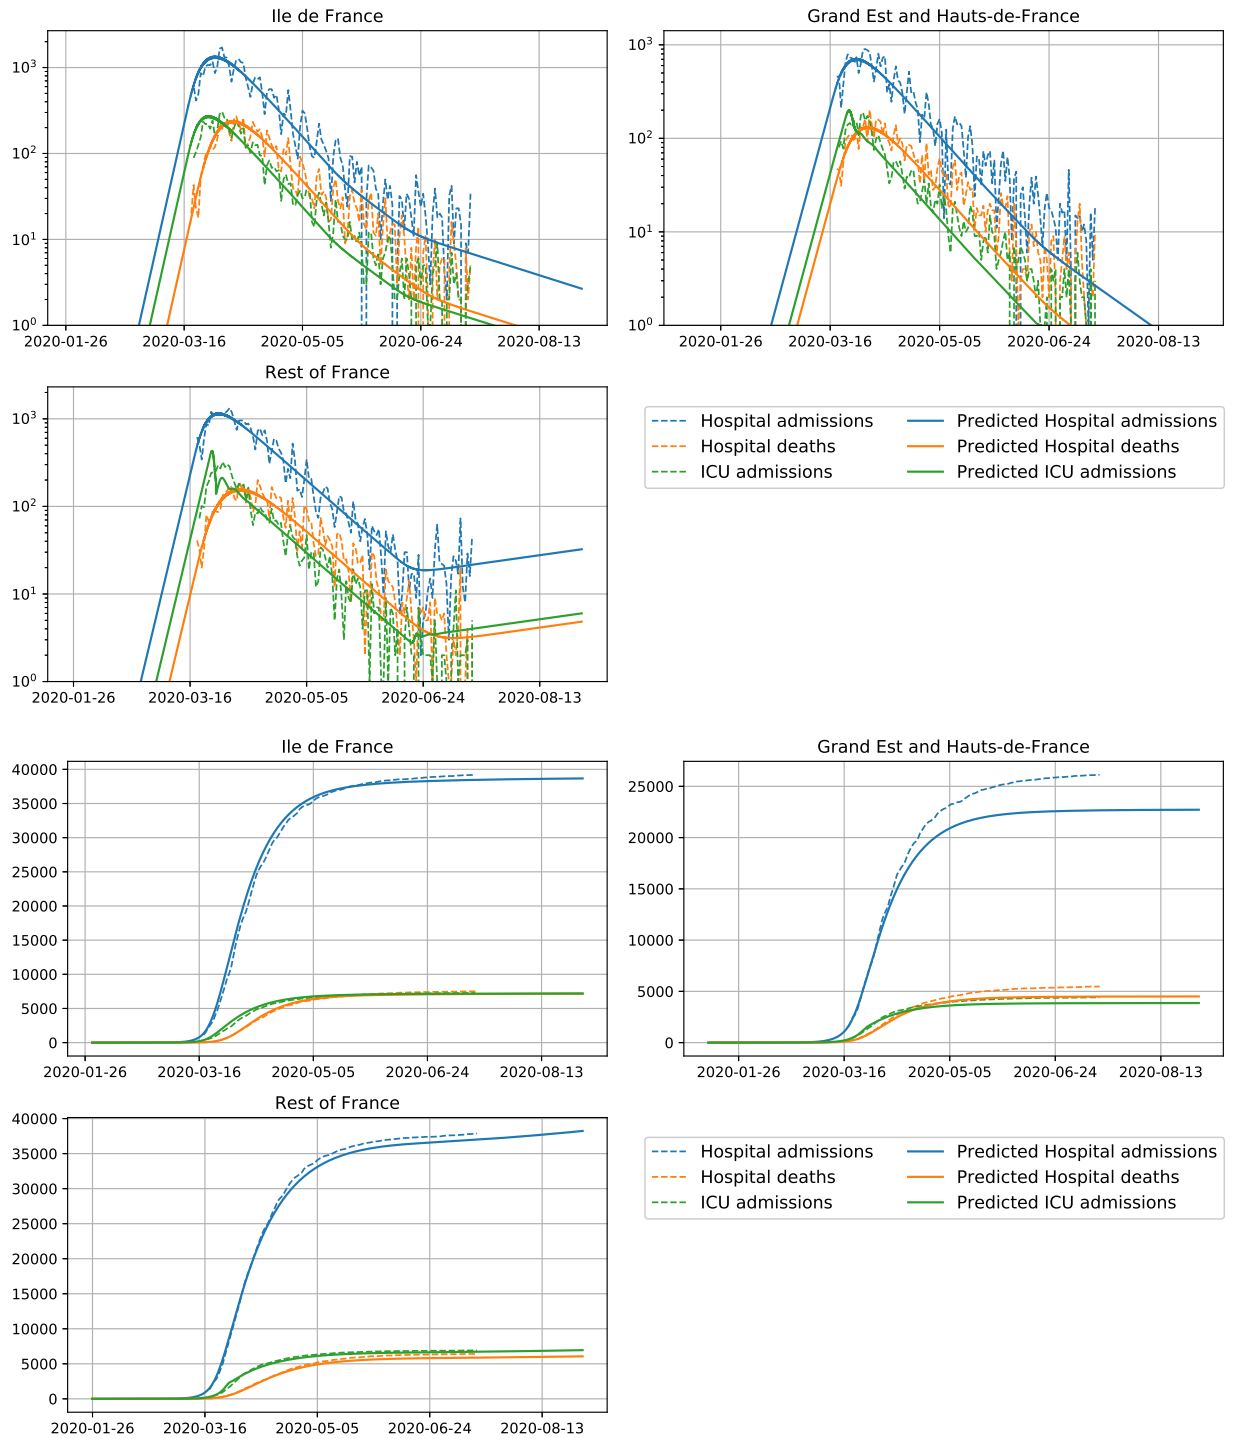 Ile de France
10³
10²
10¹
10⁰
2020-01-26 2020-03-16 2020-05-05 2020-06-24 2020-08-13
Grand Est and Hauts-de-France
10³
10²
10¹
10⁰
2020-01-26 2020-03-16 2020-05-05 2020-06-24 2020-08-13
Rest of France
10³
10²
10¹
10⁰
2020-01-26 2020-03-16 2020-05-05 2020-06-24 2020-08-13
Hospital admissions Predicted Hospital admissions
Hospital deaths Predicted Hospital deaths
ICU admissions Predicted ICU admissions
Ile de France
40000
35000
30000
25000
20000
15000
10000
5000
0
2020-01-26 2020-03-16 2020-05-05 2020-06-24 2020-08-13
Grand Est and Hauts-de-France
25000
20000
15000
10000
5000
0
2020-01-26 2020-03-16 2020-05-05 2020-06-24 2020-08-13
Rest of France
40000
35000
30000
25000
20000
15000
10000
5000
0
2020-01-26 2020-03-16 2020-05-05 2020-06-24 2020-08-13
Hospital admissions Predicted Hospital admissions
Hospital deaths Predicted Hospital deaths
ICU admissions Predicted ICU admissions